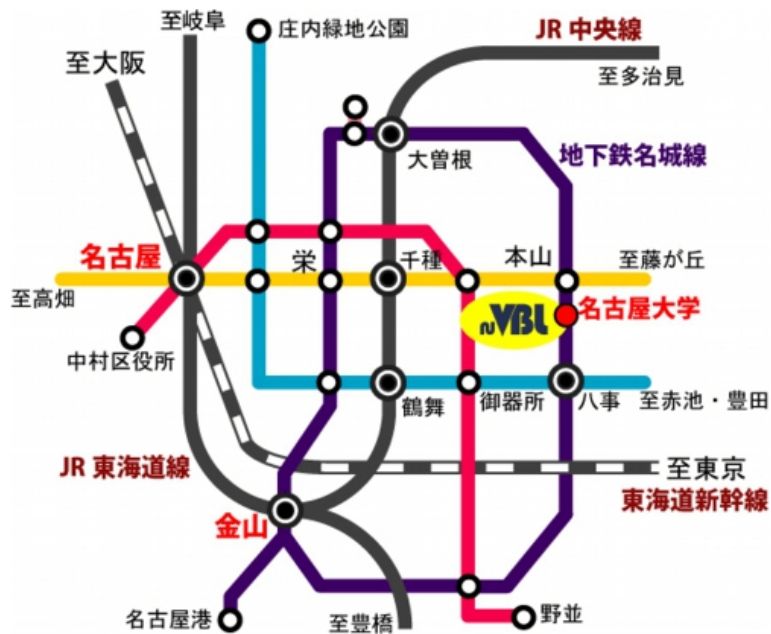 至岐阜
庄内緑地公園
JR 中央線
至大阪
至多治見
大曽根
地下鉄名城線
名古屋
栄
千種
本山
至藤が丘
至高畑
nVBL
名古屋大学
中村区役所
鶴舞
御器所
八事
至赤池・豊田
JR 東海道線
至東京
東海道新幹線
金山
名古屋港
至豊橋
野並